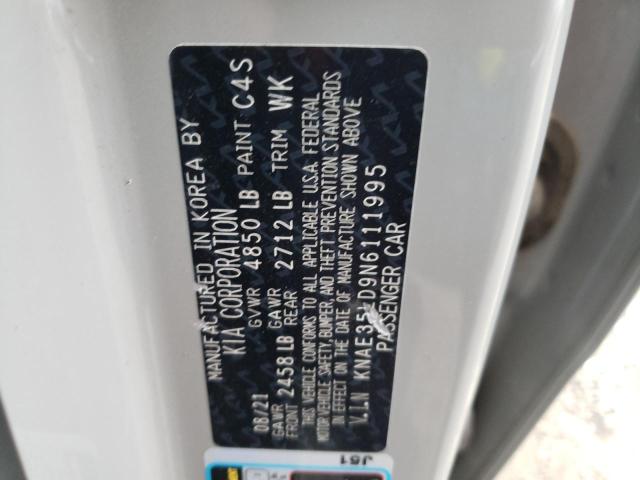 MANUFACTURED IN KOREA BY
KIA CORPORATION
08/21 GVWR 4850 LB PAINT C4S
GAWR FRONT 2458 LB GAWR REAR 2712 LB TRIM WK
THIS VEHICLE CONFORMS TO ALL APPLICABLE U.S.A. FEDERAL
MOTOR VEHICLE SAFETY, BUMPER, AND THEFT PREVENTION STANDARDS
IN EFFECT ON THE DATE OF MANUFACTURE SHOWN ABOVE
V.I.N KNAE35LD9N6111995
PASSENGER CAR
J51